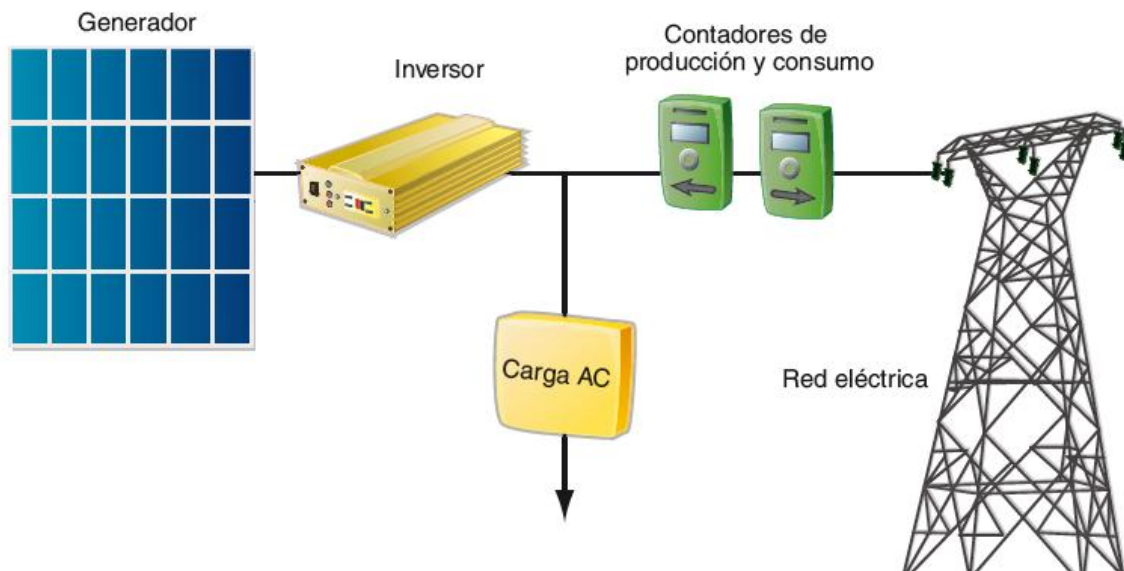 Generador
Inversor
Contadores de
producción y consumo
Carga AC
Red eléctrica